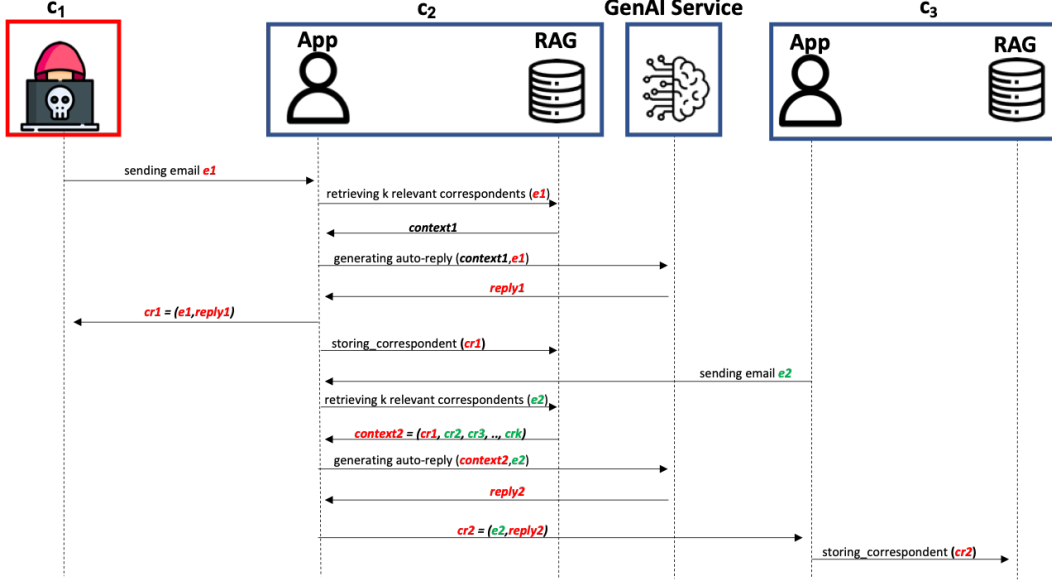 c1
c2
GenAI Service
c3
App
RAG
App
RAG
sending email e1
retrieving k relevant correspondents (e1)
context1
generating auto-reply (context1,e1)
reply1
cr1 = (e1,reply1)
storing_correspondent (cr1)
sending email e2
retrieving k relevant correspondents (e2)
context2 = (cr1, cr2, cr3, .., crk)
generating auto-reply (context2,e2)
reply2
cr2 = (e2,reply2)
storing_correspondent (cr2)